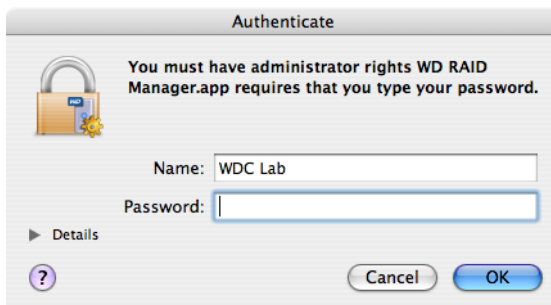 Authenticate
You must have administrator rights WD RAID
Manager.app requires that you type your password.
WD
Name: WDC Lab
Password:
Details
?
Cancel OK